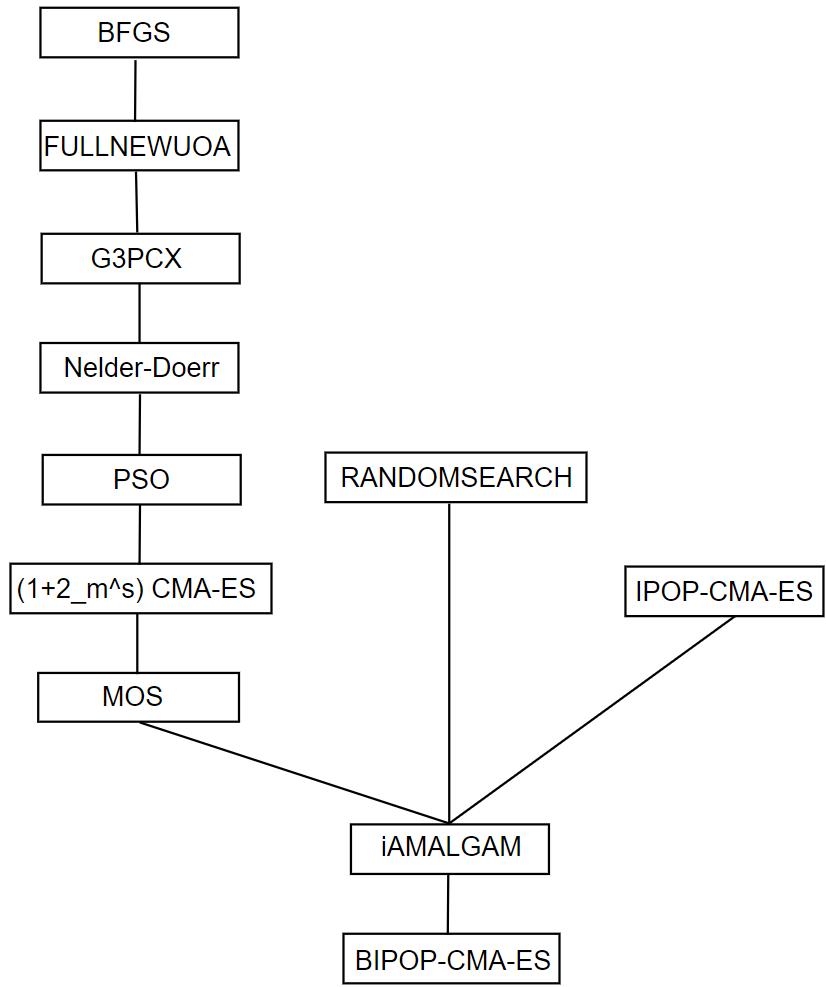 BFGS
FULLNEWUOA
G3PCX
Nelder-Doerr
PSO
RANDOMSEARCH
(1+2_m^s) CMA-ES
IPOP-CMA-ES
MOS
iAMALGAM
BIPOP-CMA-ES